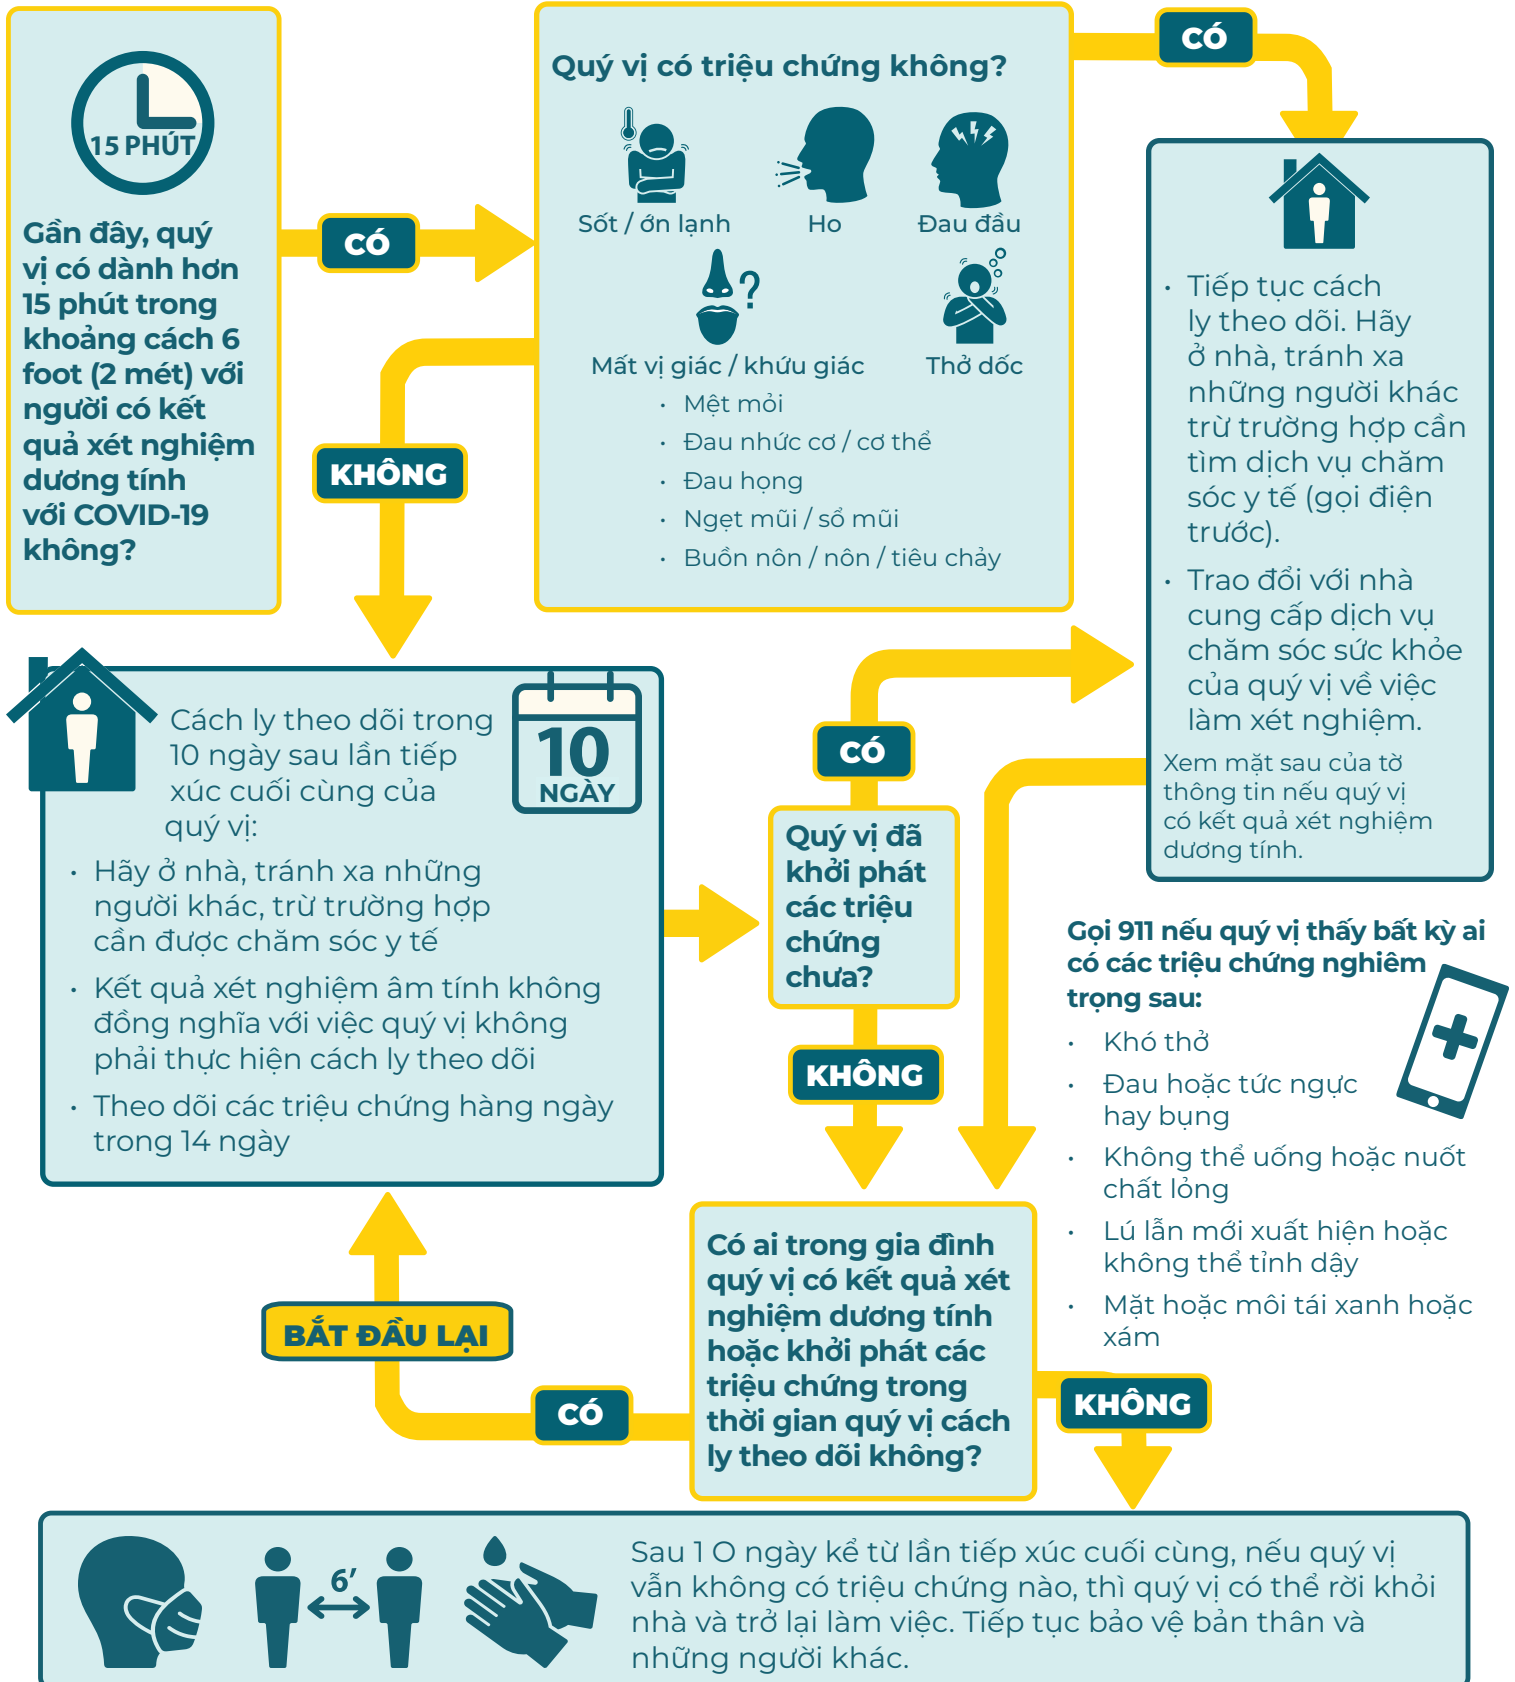 15 PHÚT
Gần đây, quý
vị có dành hơn
15 phút trong
khoảng cách 6
foot (2 mét) với
người có kết
quả xét nghiệm
dương tính
với COVID-19
không?
CÓ
Quý vị có triệu chứng không?
Sốt / ớn lạnh
Ho
Đau đầu
Mất vị giác / khứu giác
Thở dốc
• Mệt mỏi
• Đau nhức cơ / cơ thể
• Đau họng
• Ngẹt mũi / sổ mũi
• Buồn nôn / nôn / tiêu chảy
CÓ
• Tiếp tục cách
ly theo dõi. Hãy
ở nhà, tránh xa
những người khác
trừ trường hợp cần
tìm dịch vụ chăm
sóc y tế (gọi điện
trước).
• Trao đổi với nhà
cung cấp dịch vụ
chăm sóc sức khỏe
của quý vị về việc
làm xét nghiệm.
Xem mặt sau của tờ
thông tin nếu quý vị
có kết quả xét nghiệm
dương tính.
KHÔNG
Cách ly theo dõi trong
10 ngày sau lần tiếp
xúc cuối cùng của
quý vị:
10
NGÀY
• Hãy ở nhà, tránh xa những
người khác, trừ trường hợp
cần được chăm sóc y tế
• Kết quả xét nghiệm âm tính không
đồng nghĩa với việc quý vị không
phải thực hiện cách ly theo dõi
• Theo dõi các triệu chứng hàng ngày
trong 14 ngày
CÓ
Quý vị đã
khởi phát
các triệu
chứng
chưa?
KHÔNG
Gọi 911 nếu quý vị thấy bất kỳ ai
có các triệu chứng nghiêm
trọng sau:
• Khó thở
• Đau hoặc tức ngực
hay bụng
• Không thể uống hoặc nuốt
chất lỏng
• Lú lẫn mới xuất hiện hoặc
không thể tỉnh dậy
• Mặt hoặc môi tái xanh hoặc
xám
Có ai trong gia đình
quý vị có kết quả xét
nghiệm dương tính
hoặc khởi phát các
triệu chứng trong
thời gian quý vị cách
ly theo dõi không?
BẮT ĐẦU LẠI
CÓ
KHÔNG
6′
Sau 1 O ngày kể từ lần tiếp xúc cuối cùng, nếu quý vị
vẫn không có triệu chứng nào, thì quý vị có thể rời khỏi
nhà và trở lại làm việc. Tiếp tục bảo vệ bản thân và
những người khác.